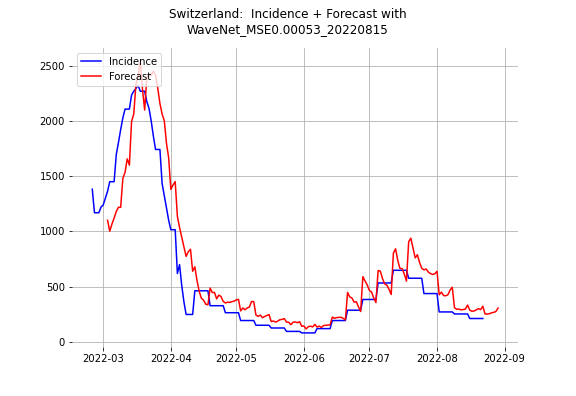 Switzerland:  Incidence + Forecast with
WaveNet_MSE0.00053_20220815
Incidence
Forecast
2500
2000
1500
1000
500
0
2022-03 2022-04 2022-05 2022-06 2022-07 2022-08 2022-09